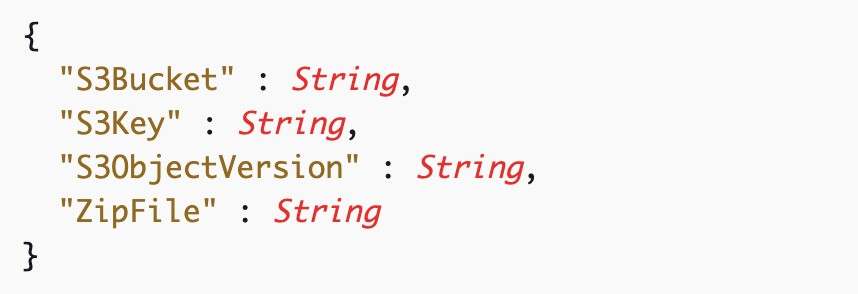 {
"S3Bucket" : String,
"S3Key" : String,
"S3ObjectVersion" : String,
"ZipFile" : String
}